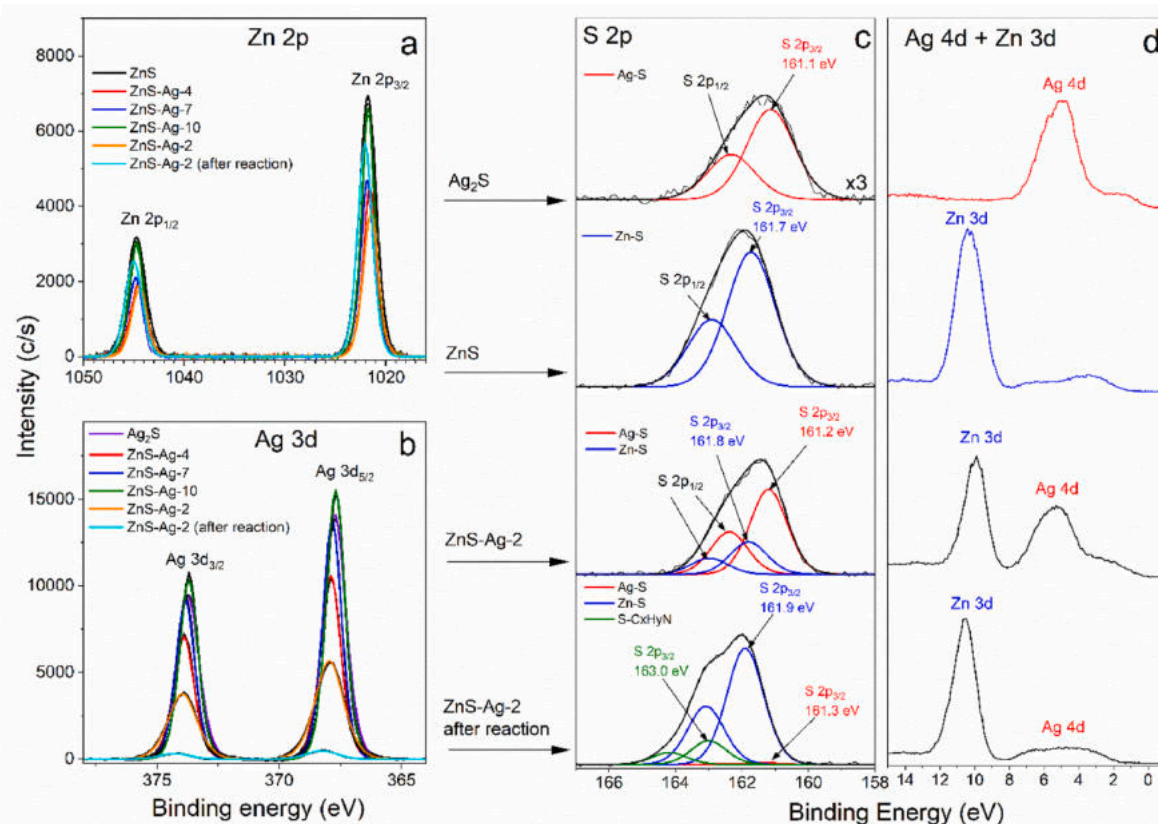 Zn 2p
a
8000
6000
4000
2000
0
ZnS
ZnS-Ag-4
ZnS-Ag-7
ZnS-Ag-10
ZnS-Ag-2
ZnS-Ag-2 (after reaction)
Zn 2p3/2
Zn 2p1/2
1050
1040
1030
1020
Intensity (c/s)
Ag 3d
b
15000
10000
5000
0
Ag2S
ZnS-Ag-4
ZnS-Ag-7
ZnS-Ag-10
ZnS-Ag-2
ZnS-Ag-2 (after reaction)
Ag 3d5/2
Ag 3d3/2
375
370
365
Binding energy (eV)
Ag2S
ZnS
ZnS-Ag-2
ZnS-Ag-2
after reaction
S 2p
c
Ag-S
S 2p3/2
161.1 eV
S 2p1/2
x3
Zn-S
S 2p3/2
161.7 eV
S 2p1/2
Ag-S
Zn-S
S 2p3/2
161.8 eV
S 2p3/2
161.2 eV
S 2p1/2
Ag-S
Zn-S
S-CxHyN
S 2p3/2
161.9 eV
S 2p3/2
163.0 eV
S 2p3/2
161.3 eV
166
164
162
160
158
Ag 4d + Zn 3d
d
Ag 4d
Zn 3d
Zn 3d
Ag 4d
Zn 3d
Ag 4d
14
12
10
8
6
4
2
0
Binding Energy (eV)